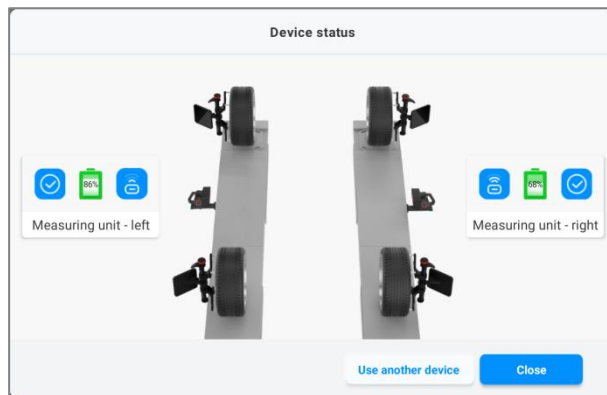 Device status
86%
68%
Measuring unit - left
Measuring unit - right
Use another device
Close